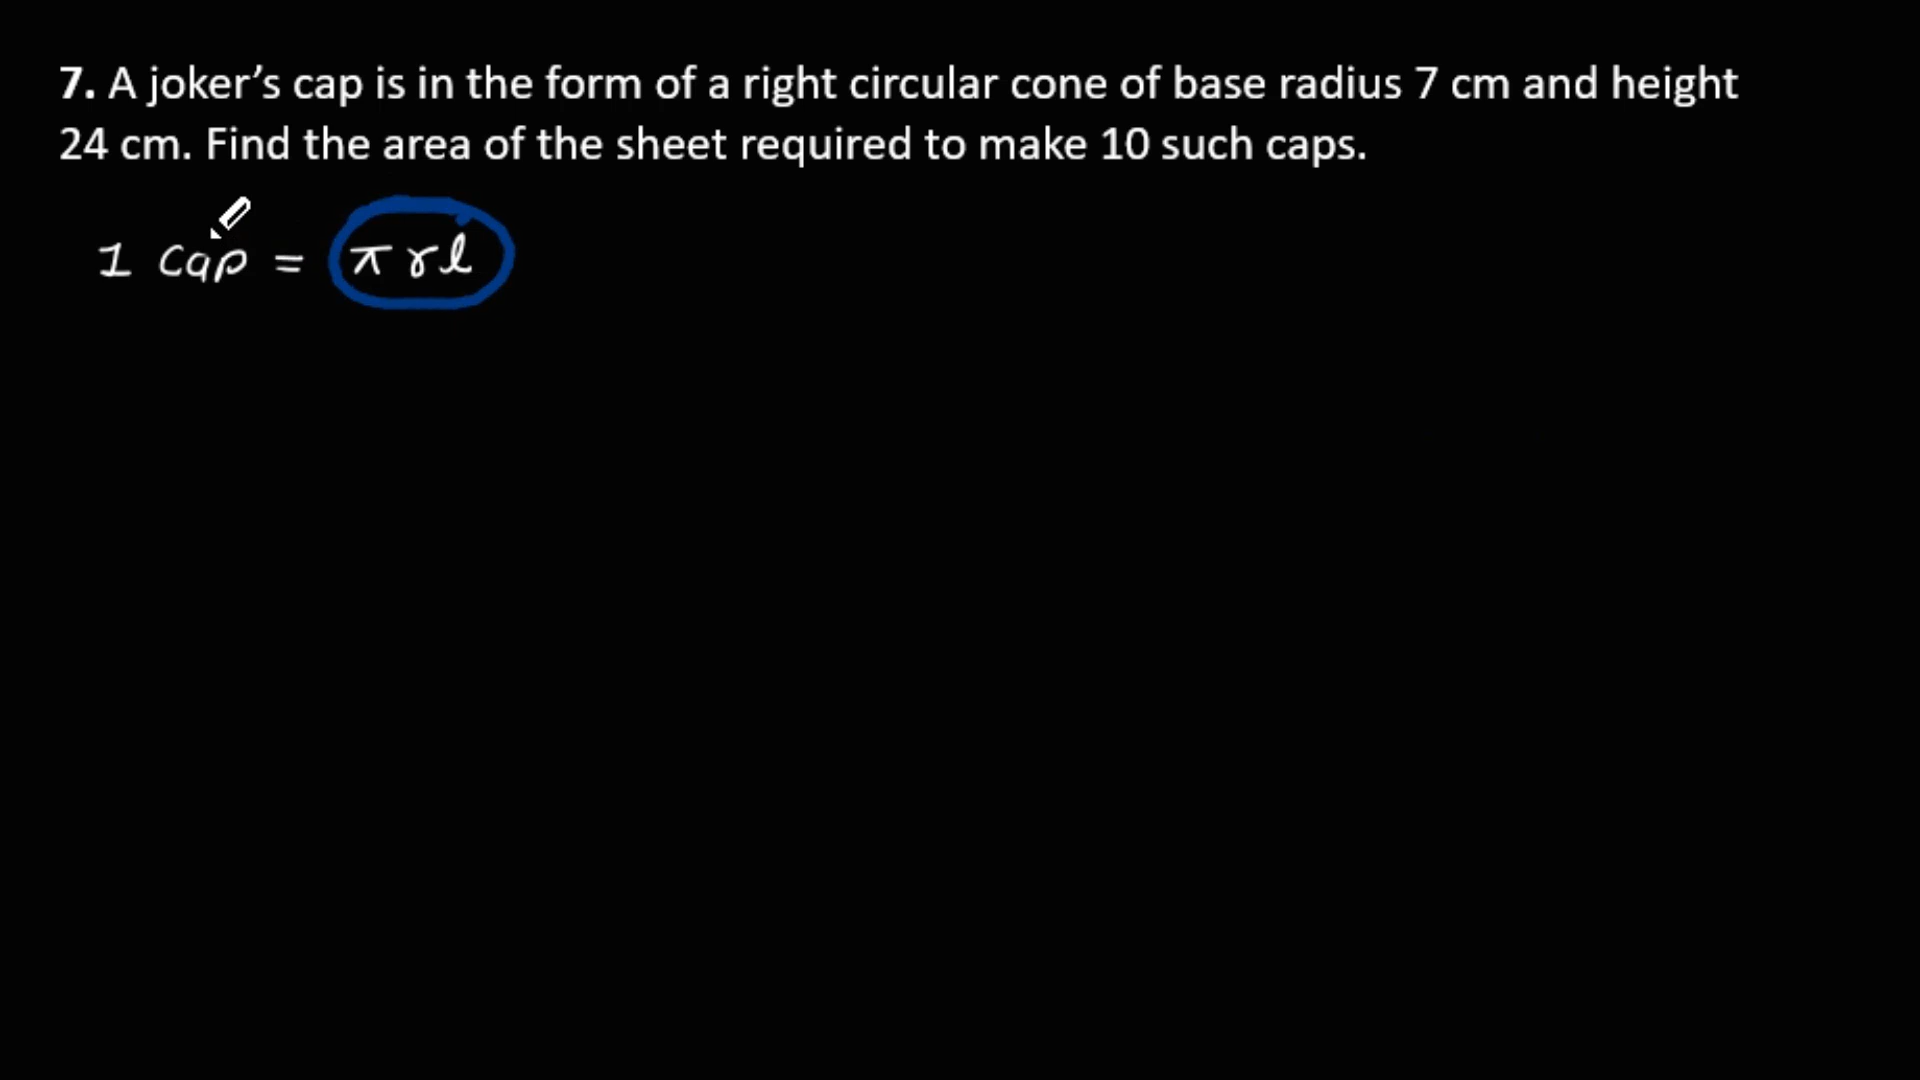 7. A joker’s cap is in the form of a right circular cone of base radius 7 cm and height
24 cm. Find the area of the sheet required to make 10 such caps.
1 Cap = π r l